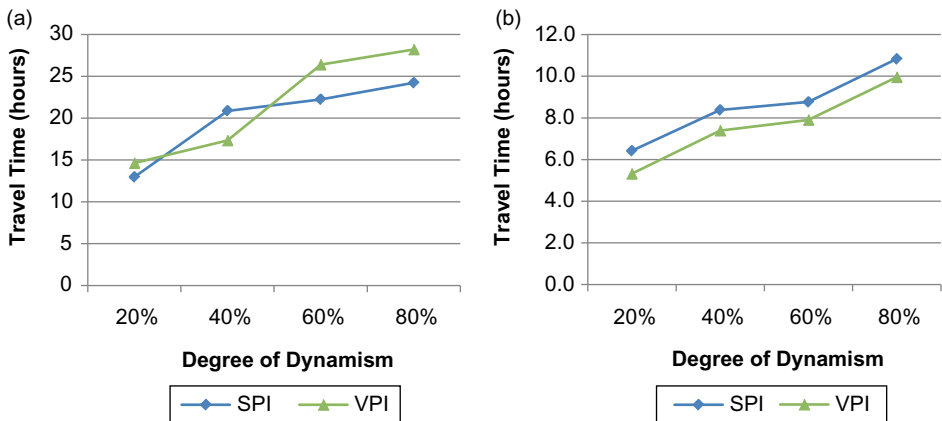 (a)
Travel Time (hours)
30
25
20
15
10
5
0
20% 40% 60% 80%
Degree of Dynamism
SPI VPI
(b)
Travel Time (hours)
12.0
10.0
8.0
6.0
4.0
2.0
0.0
20% 40% 60% 80%
Degree of Dynamism
SPI VPI